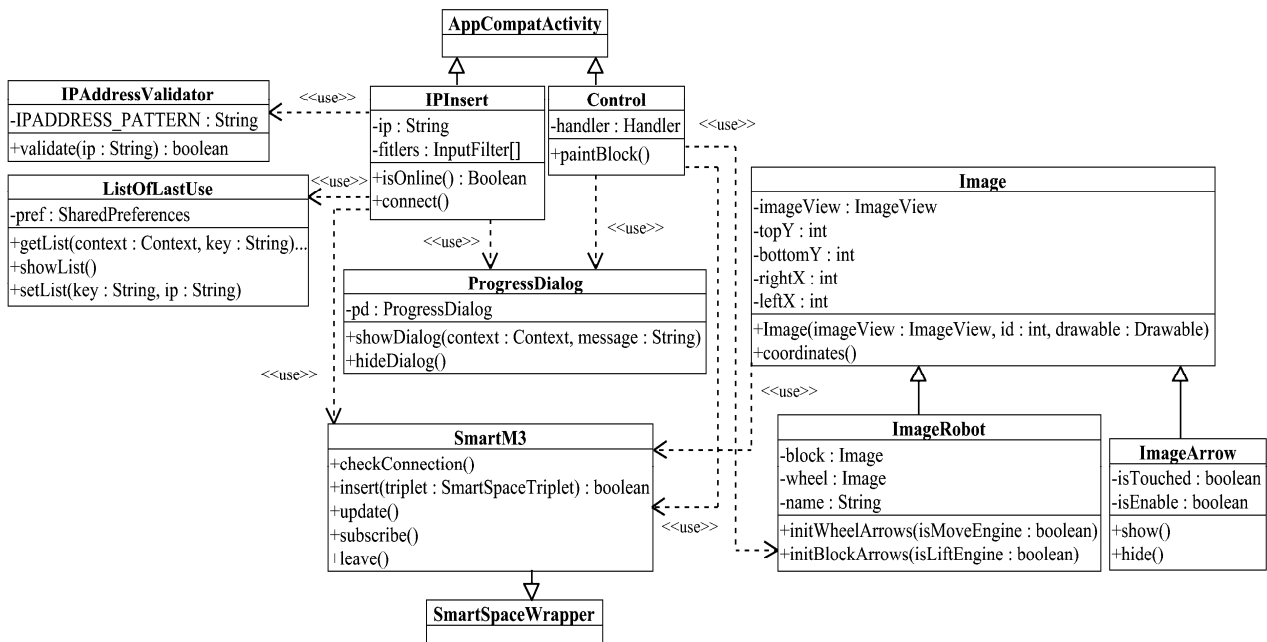 AppCompatActivity
IPAddressValidator
-IPADDRESS_PATTERN : String
+validate(ip : String) : boolean
<<use>>
IPInsert
-ip : String
-fitlers : InputFilter[]
+isOnline() : Boolean
+connect()
Control
-handler : Handler
+paintBlock()
<<use>>
ListOfLastUse
-pref : SharedPreferences
+getList(context : Context, key : String)...
+showList()
+setList(key : String, ip : String)
<<use>>
<<use>>
<<use>>
Image
-imageView : ImageView
-topY : int
-bottomY : int
-rightX : int
-leftX : int
+Image(imageView : ImageView, id : int, drawable : Drawable)
+coordinates()
ProgressDialog
-pd : ProgressDialog
+showDialog(context : Context, message : String)
+hideDialog()
<<use>>
<<use>>
SmartM3
+checkConnection()
+insert(triplet : SmartSpaceTriplet) : boolean
+update()
+subscribe()
+leave()
<<use>>
ImageRobot
-block : Image
-wheel : Image
-name : String
+initWheelArrows(isMoveEngine : boolean)
+initBlockArrows(isLiftEngine : boolean)
ImageArrow
-isTouched : boolean
-isEnable : boolean
+show()
+hide()
SmartSpaceWrapper